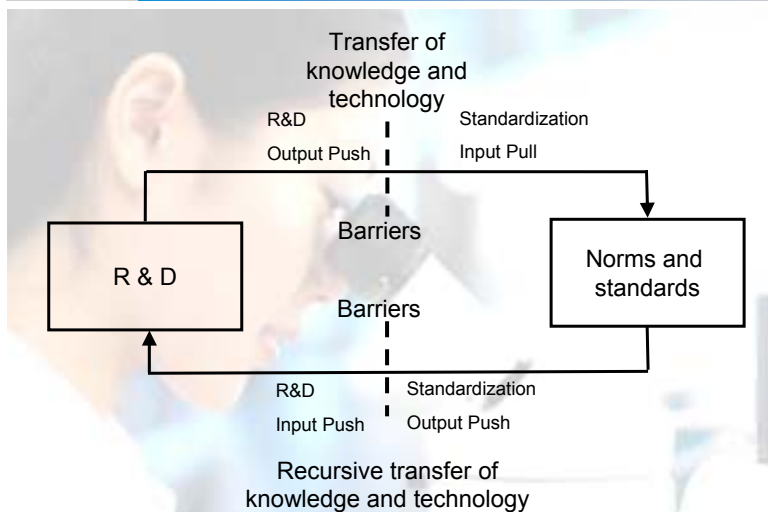 Transfer of
knowledge and
technology
R&D
Output Push
Standardization
Input Pull
Barriers
R & D
Norms and
standards
Barriers
R&D
Input Push
Standardization
Output Push
Recursive transfer of
knowledge and technology